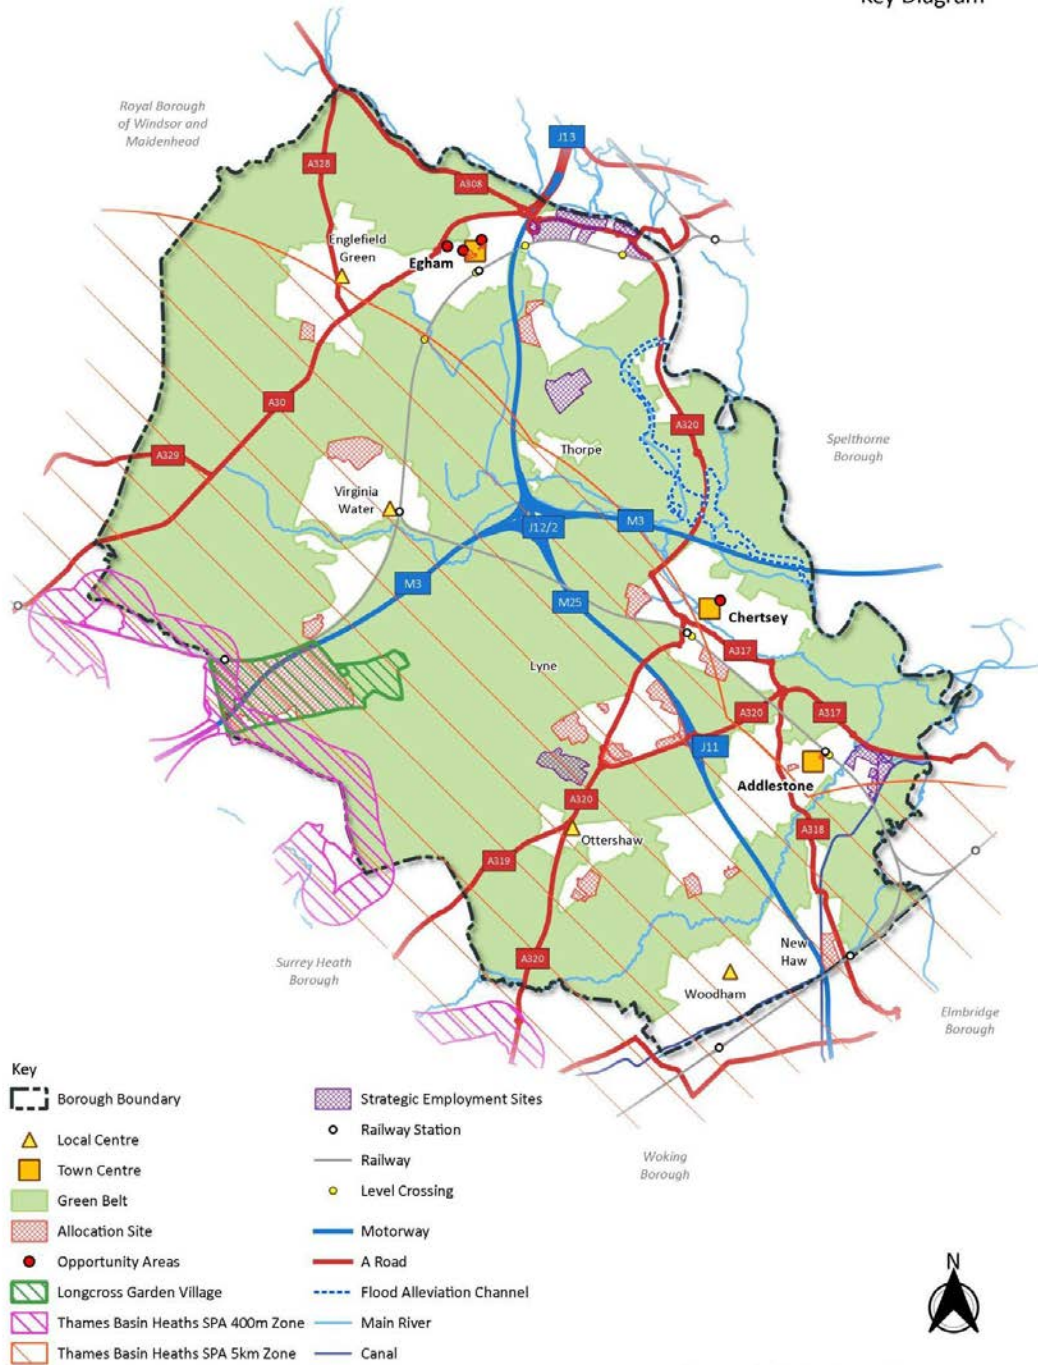 Key Diagram
Royal Borough
of Windsor and
Maidenhead
J13
A328
A308
Englefield
Green
Egham
A30
A320
A329
Thorpe
Spelthorne
Borough
Virginia
Water
J12/2
M3
M3
M25
Chertsey
A317
Lyne
A320
A317
J11
Addlestone
A320
A318
Ottershaw
A319
New
Haw
A320
Surrey Heath
Borough
Woodham
Elmbridge
Borough
Woking
Borough
Key
Borough Boundary
Local Centre
Town Centre
Green Belt
Allocation Site
Opportunity Areas
Longcross Garden Village
Thames Basin Heaths SPA 400m Zone
Thames Basin Heaths SPA 5km Zone
Strategic Employment Sites
Railway Station
Railway
Level Crossing
Motorway
A Road
Flood Alleviation Channel
Main River
Canal
N